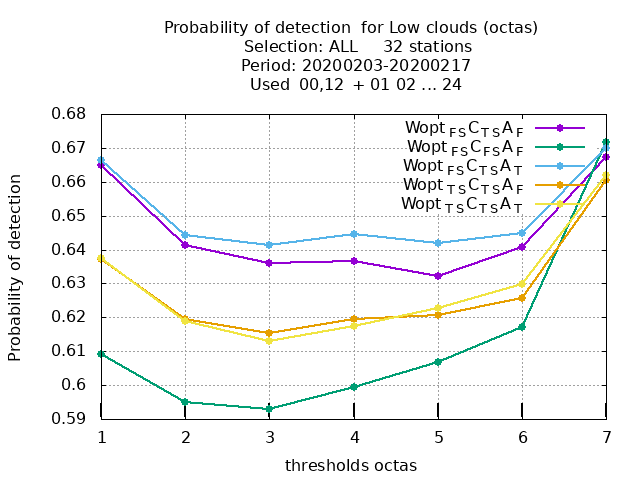 Probability of detection  for Low clouds (octas)
Selection: ALL     32 stations
Period: 20200203-20200217
Used  00,12  + 01 02 ... 24
Probability of detection
0.68
0.67
0.66
0.65
0.64
0.63
0.62
0.61
0.6
0.59
Wopt FS C TS A F
Wopt FS C FS A F
Wopt FS C TS A T
Wopt TS C TS A F
Wopt TS C TS A T
1 2 3 4 5 6 7
thresholds octas